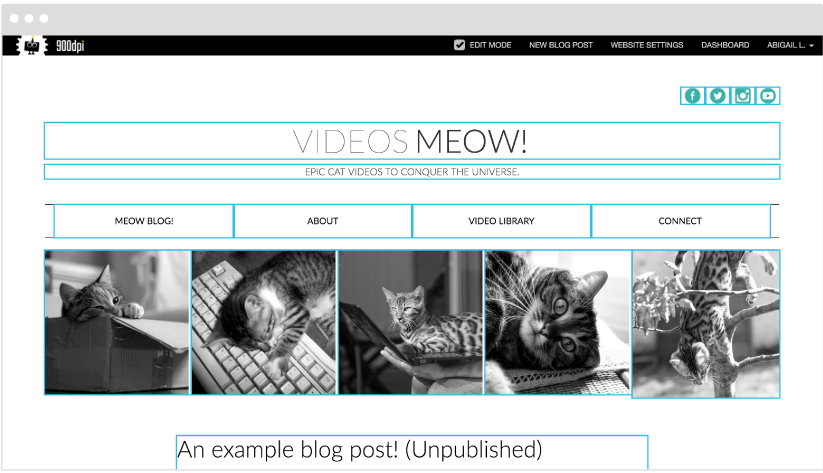 900dpi
EDIT MODE NEW BLOG POST WEBSITE SETTINGS DASHBOARD ABIGAIL L.
VIDEOS MEOW!
EPIC CAT VIDEOS TO CONQUER THE UNIVERSE.
MEOW BLOG! ABOUT VIDEO LIBRARY CONNECT
An example blog post! (Unpublished)